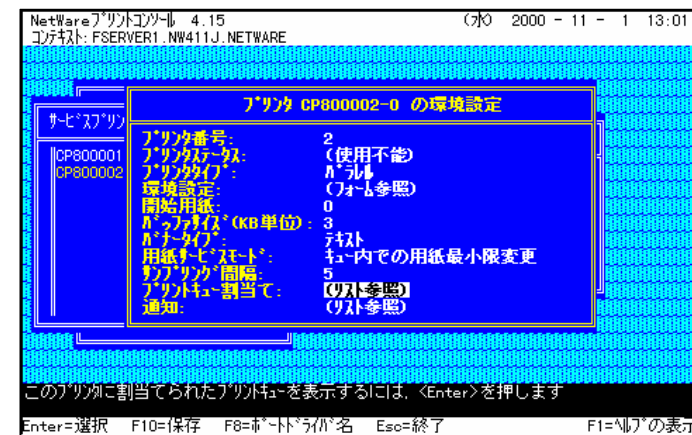 NetWareプリントコンソール 4.15 (水) 2000 - 11 - 1 13:01
コンテキスト: FSERVER1.NW411J.NETWARE
プリンタ CP800002-0 の環境設定
サービスプリン
CP800001
CP800002
プリンタ番号: 2
プリンタステータス: (使用不能)
プリンタタイプ: パラレル
環境設定: (フォーム参照)
開始用紙: 0
バッファサイズ(KB単位): 3
バナータイプ: テキスト
用紙サービスモード: キュー内での用紙最小限変更
サンプリング間隔: 5
プリントキュー割当て: (リスト参照)
通知: (リスト参照)
このプリンタに割当てられたプリントキューを表示するには, <Enter>を押します
Enter=選択 F10=保存 F8=ボードドライバ名 Esc=終了 F1=ヘルプの表示